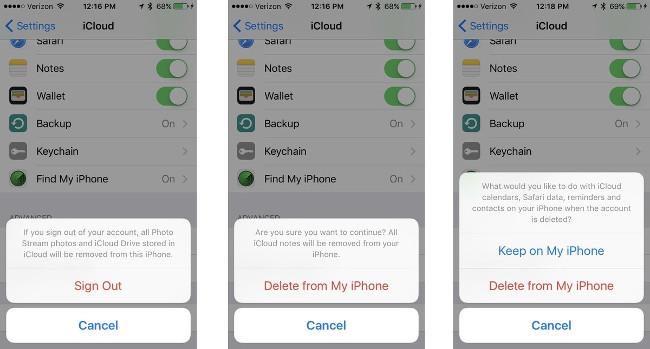 Verizon 12:16 PM 68%
Settings iCloud
Safari
Notes
Wallet
Backup On
Keychain
Find My iPhone On
ADVANCED
If you sign out of your account, all Photo
Stream photos and iCloud Drive stored in
iCloud will be removed from this iPhone.
Sign Out
Cancel
Verizon 12:16 PM 68%
Settings iCloud
Safari
Notes
Wallet
Backup On
Keychain
Find My iPhone On
Are you sure you want to continue? All
iCloud notes will be removed from your
iPhone.
Delete from My iPhone
Cancel
Verizon 12:18 PM 69%
Settings iCloud
Safari
Notes
Wallet
Backup On
Keychain
What would you like to do with iCloud
calendars, Safari data, reminders and
contacts on your iPhone when the account
is deleted?
Keep on My iPhone
Delete from My iPhone
Cancel